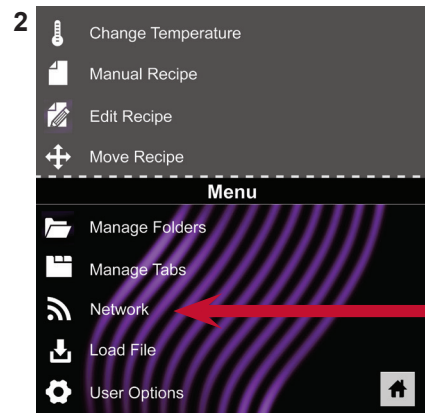 2
Change Temperature
Manual Recipe
Edit Recipe
Move Recipe
Menu
Manage Folders
Manage Tabs
Network
Load File
User Options